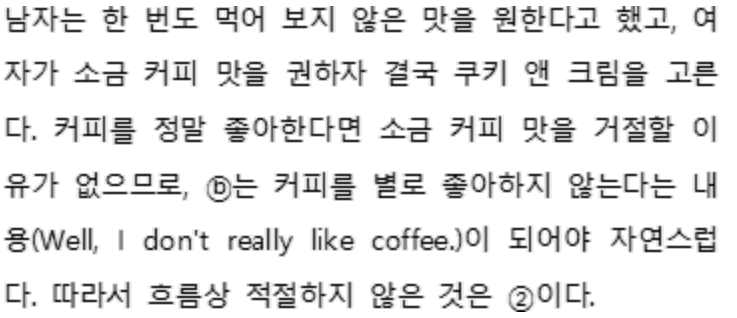 남자는 한 번도 먹어 보지 않은 맛을 원한다고 했고, 여
자가 소금 커피 맛을 권하자 결국 쿠키 앤 크림을 고른
다. 커피를 정말 좋아한다면 소금 커피 맛을 거절할 이
유가 없으므로, ⓑ는 커피를 별로 좋아하지 않는다는 내
용(Well, I don't really like coffee.)이 되어야 자연스럽
다. 따라서 흐름상 적절하지 않은 것은 ②이다.